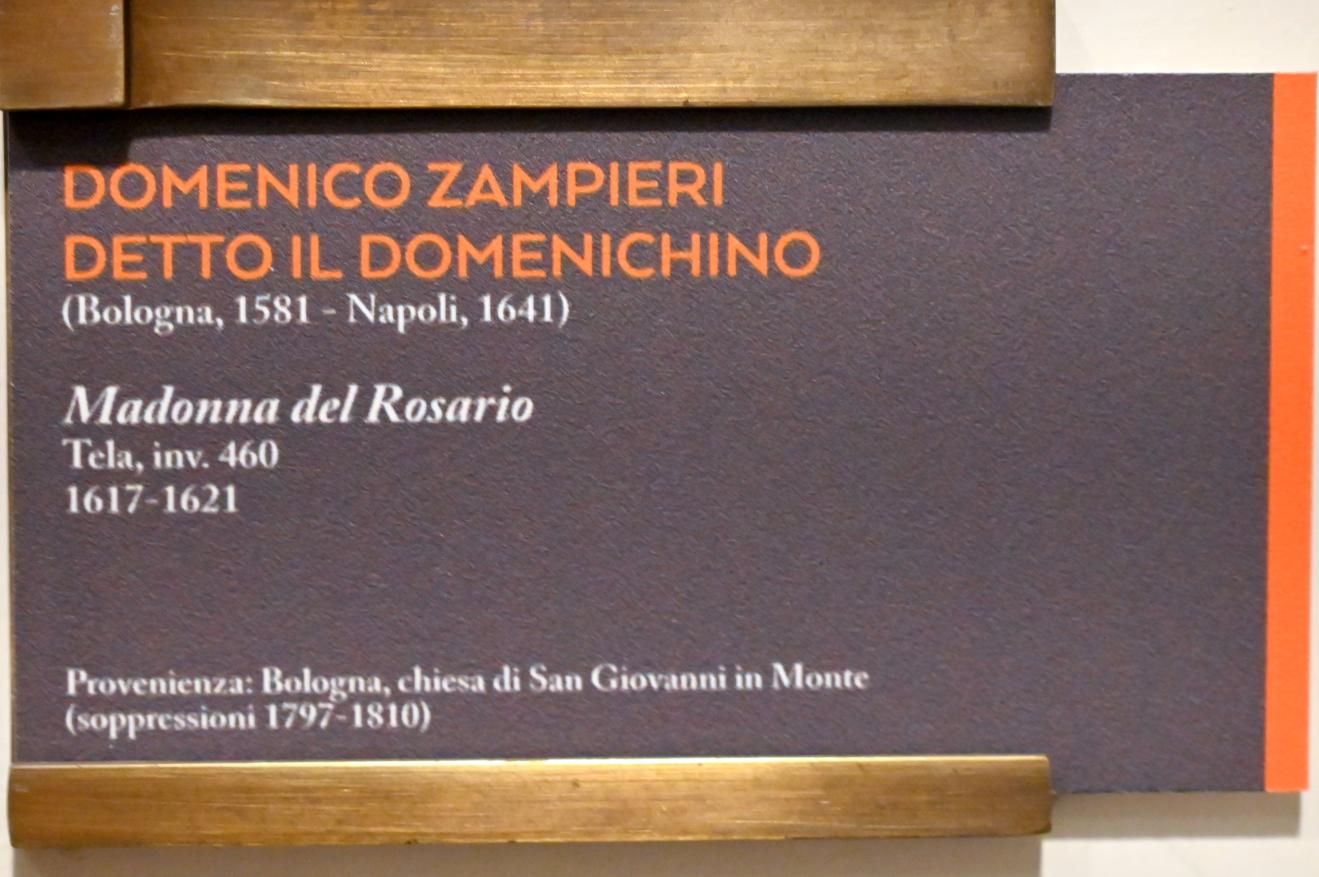 DOMENICO ZAMPIERI
DETTO IL DOMENICHINO
(Bologna, 1581 - Napoli, 1641)
Madonna del Rosario
Tela, inv. 460
1617-1621
Provenienza: Bologna, chiesa di San Giovanni in Monte
(soppressioni 1797-1810)